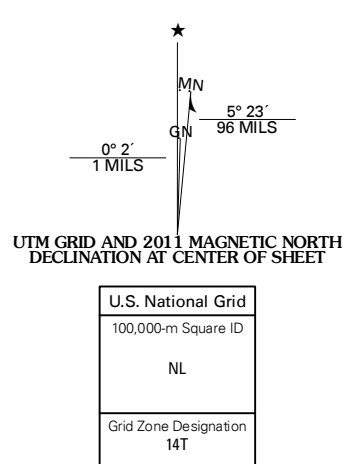 MN
GN
5° 23´
96 MILS
0° 2´
1 MILS
UTM GRID AND 2011 MAGNETIC NORTH
DECLINATION AT CENTER OF SHEET
U.S. National Grid
100,000-m Square ID
NL
Grid Zone Designation
14T